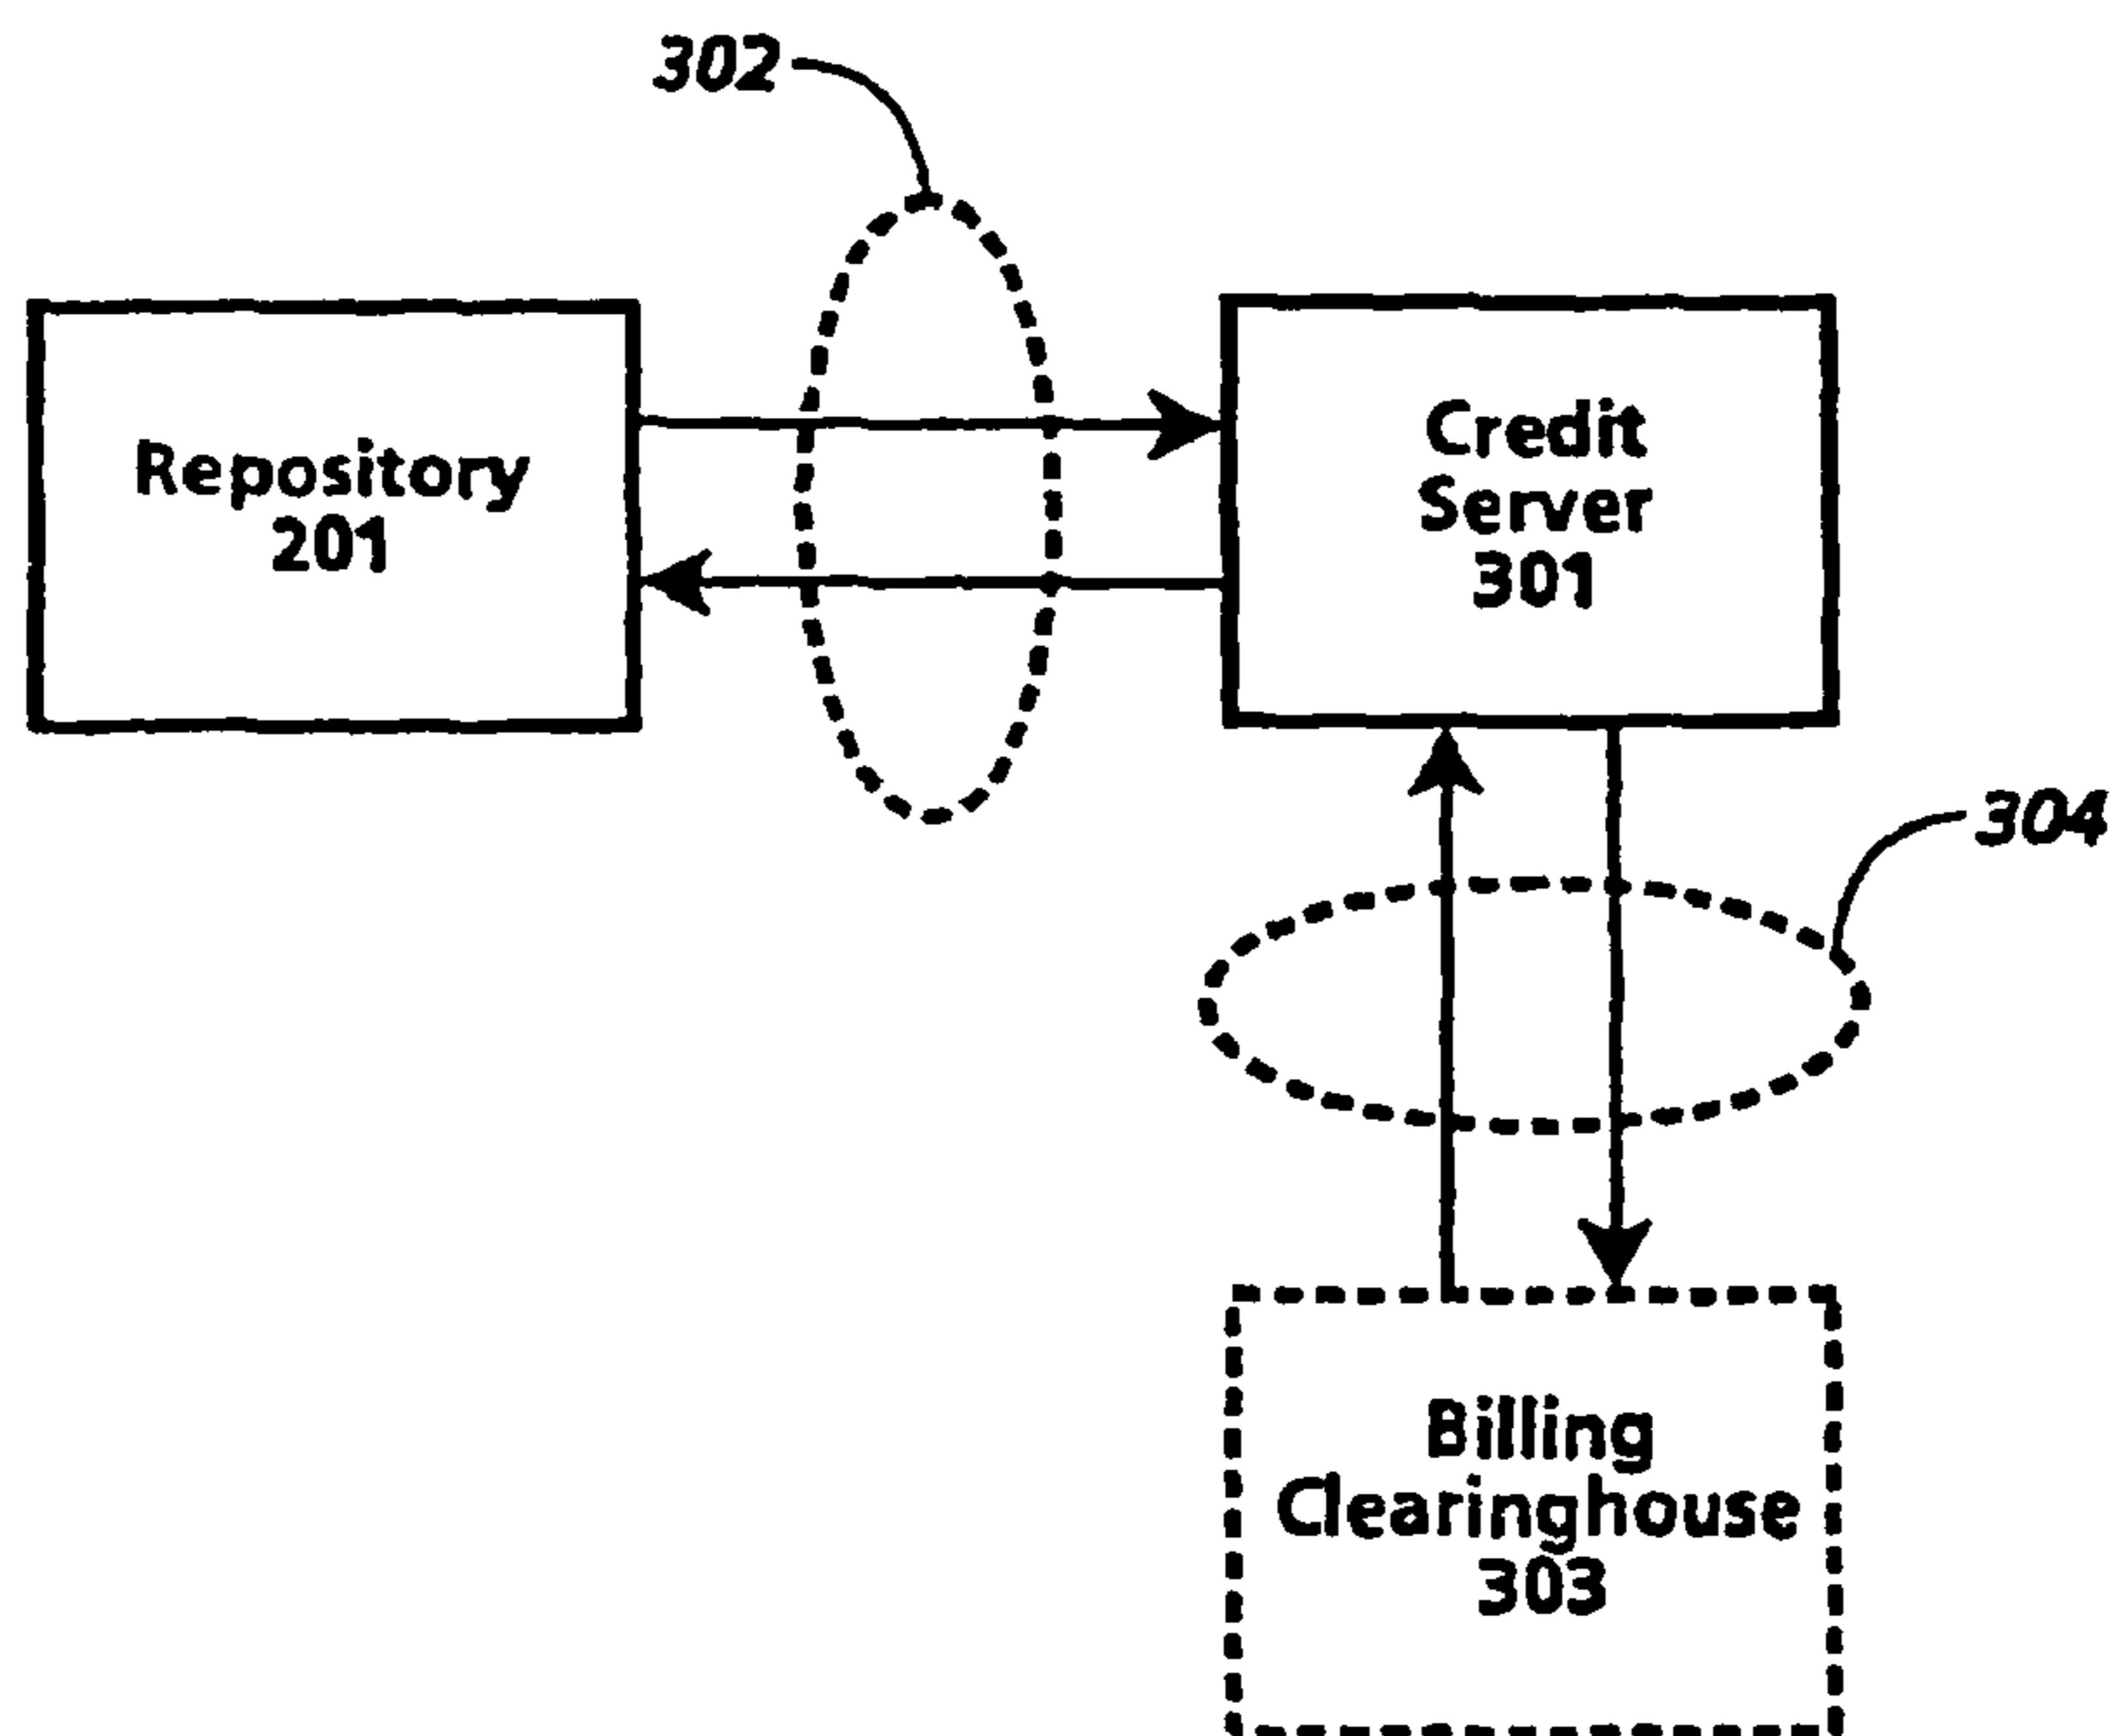 302
Repository
201
Credit
Server
301
304
Billing
Clearinghouse
303